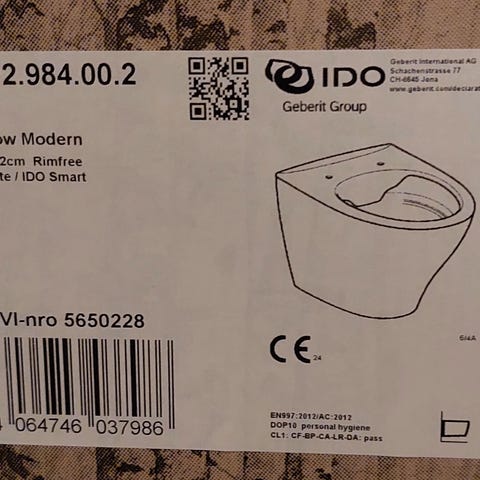 2.984.00.2
IDO
Geberit Group
Geberit International AG
Schachenstrasse 77
CH-8645 Jona
www.geberit.com/declarat
ow Modern
2cm Rimfree
te / IDO Smart
VI-nro 5650228
064746 037986
CE 24
6/4A
EN997:2012/AC:2012
DOP10 personal hygiene
CL1: CF-BP-CA-LR-DA: pass